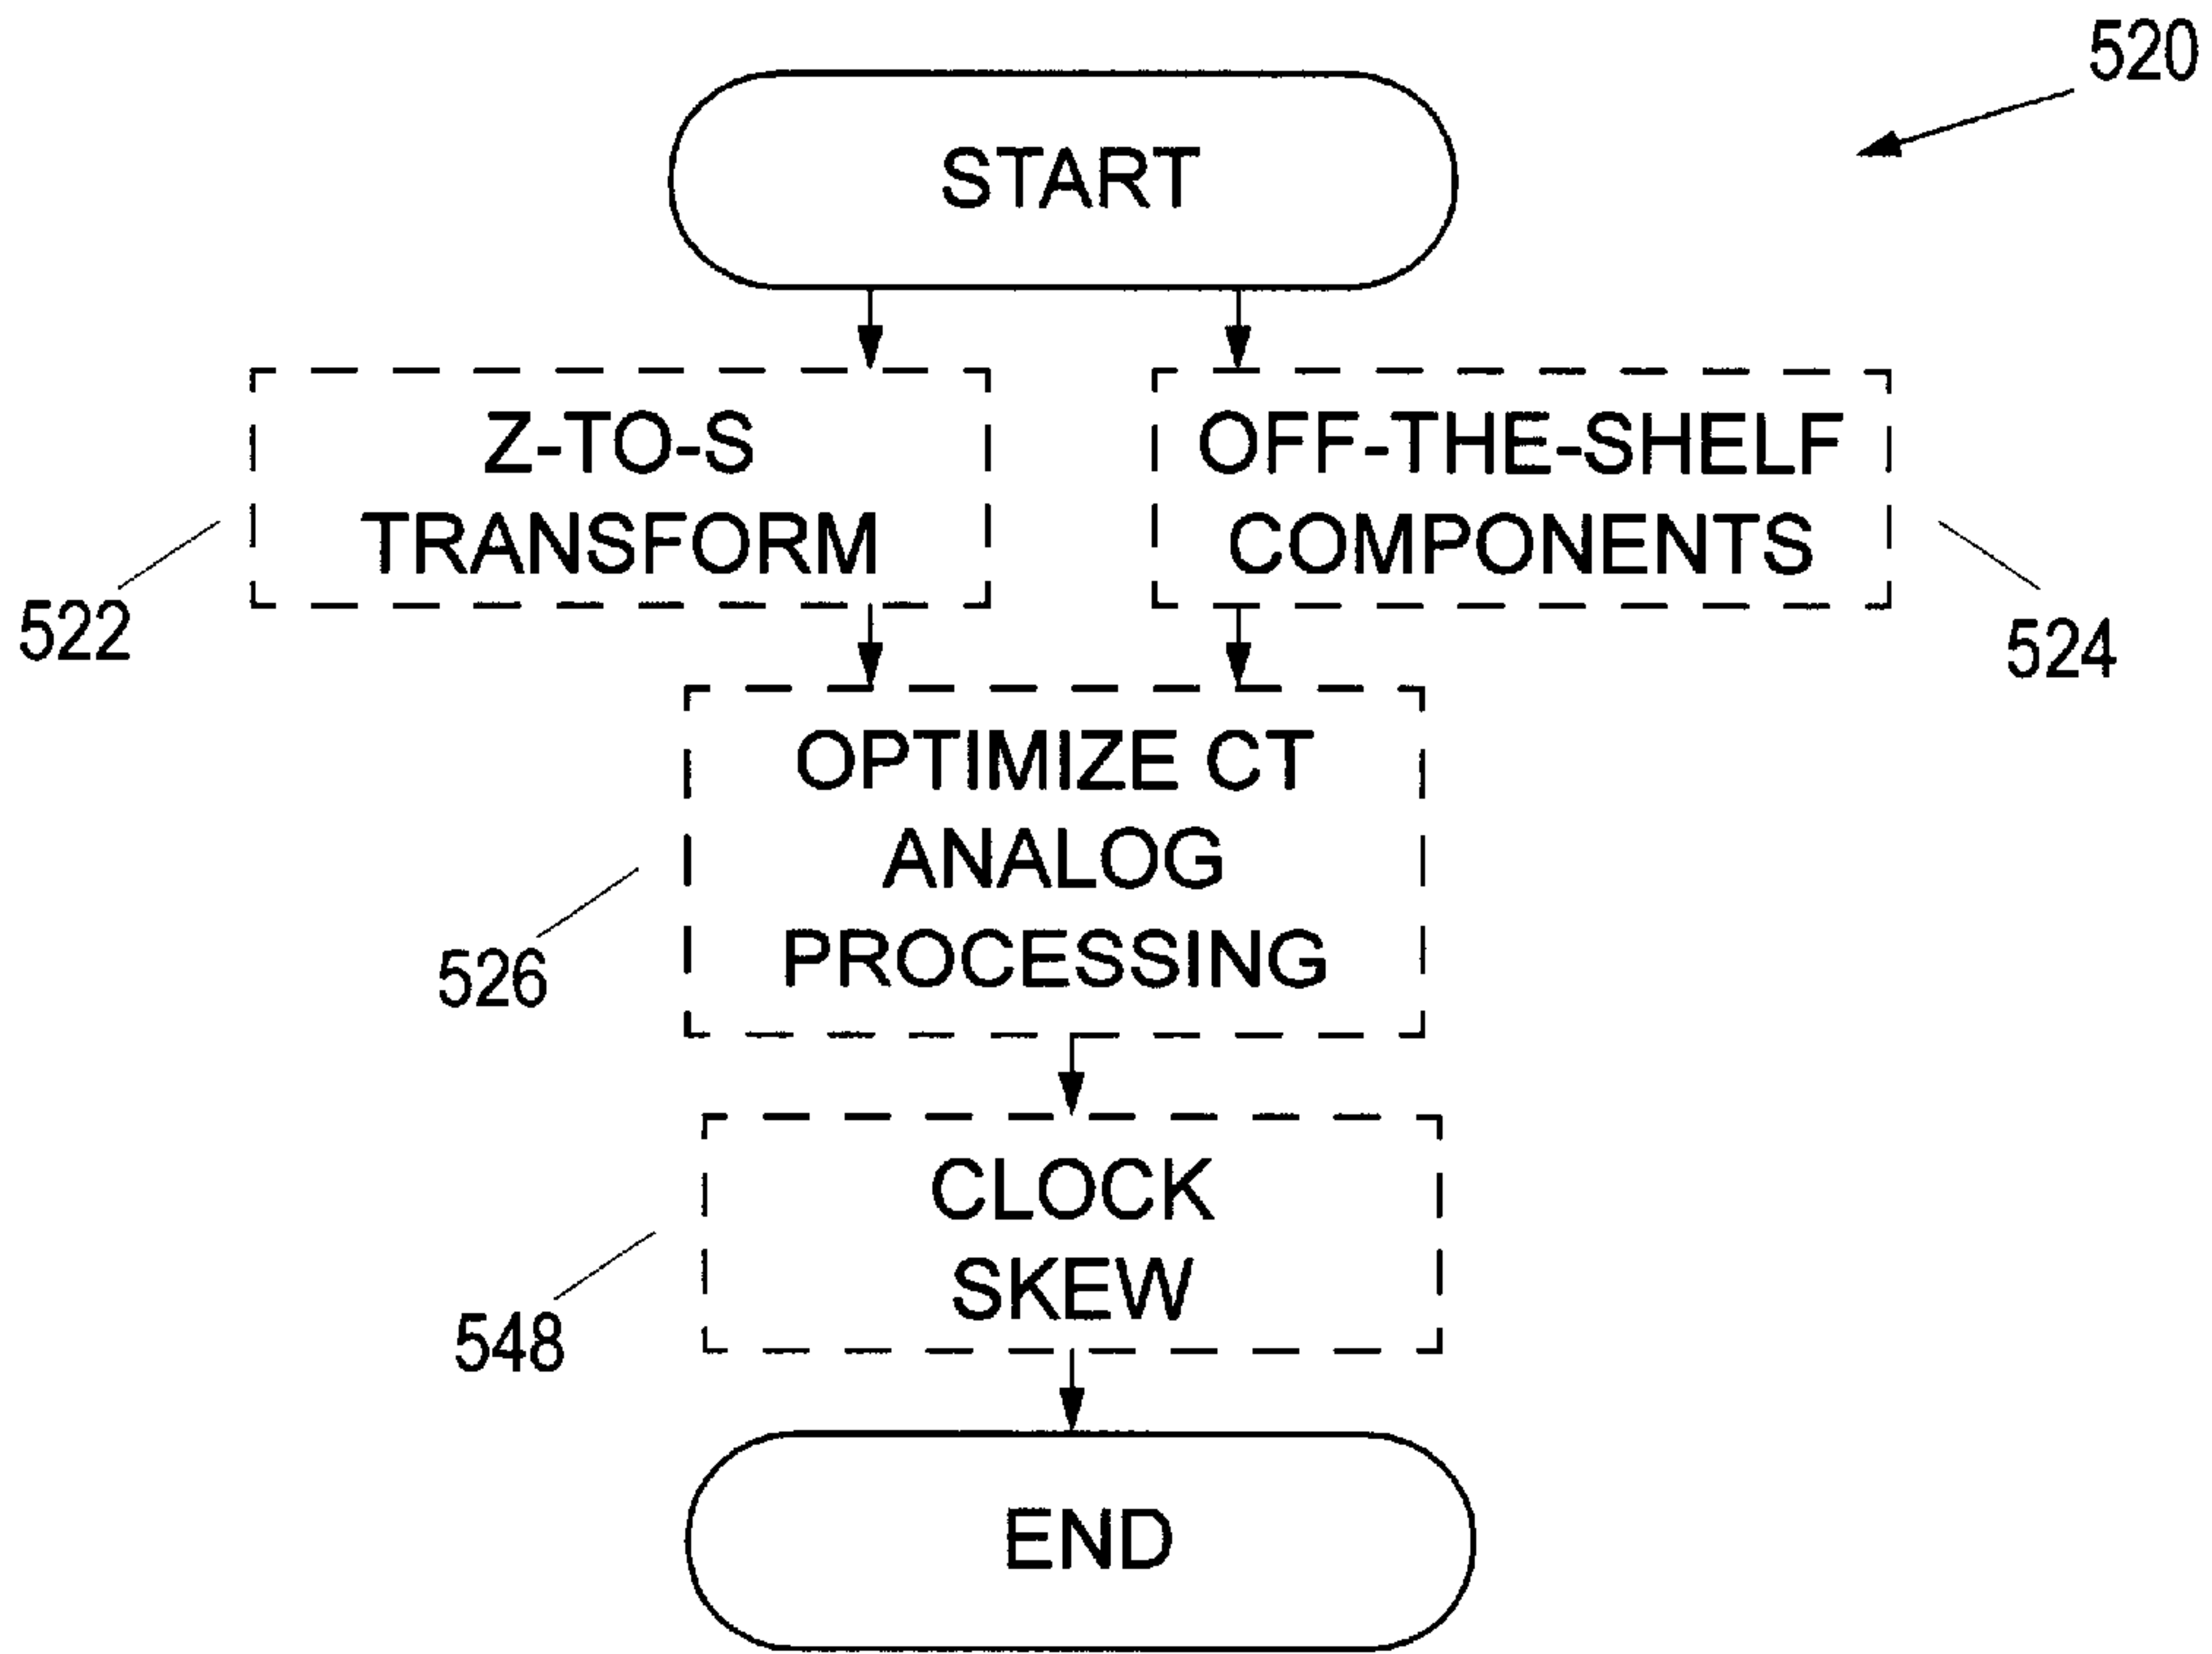 520
START
Z-TO-S
TRANSFORM
OFF-THE-SHELF
COMPONENTS
522
524
OPTIMIZE CT
ANALOG
PROCESSING
526
CLOCK
SKEW
548
END